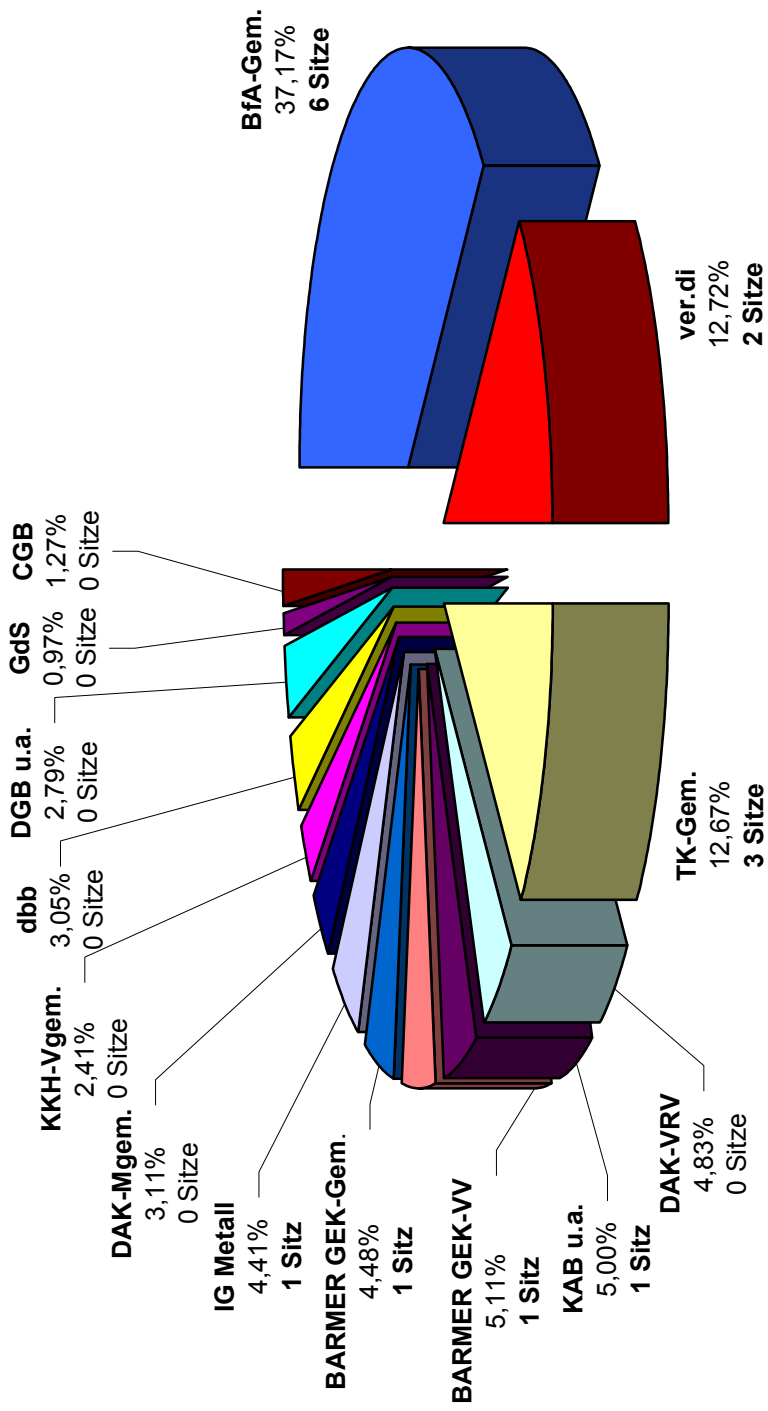 BfA-Gem.
37,17%
6 Sitze
ver.di
12,72%
2 Sitze
TK-Gem.
12,67%
3 Sitze
DAK-VRV
4,83%
0 Sitze
KAB u.a.
5,00%
1 Sitz
BARMER GEK-VV
5,11%
1 Sitz
BARMER GEK-Gem.
4,48%
1 Sitz
IG Metall
4,41%
1 Sitz
DAK-Mgem.
3,11%
0 Sitze
KKH-Vgem.
2,41%
0 Sitze
dbb
3,05%
0 Sitze
DGB u.a.
2,79%
0 Sitze
GdS
0,97%
0 Sitze
CGB
1,27%
0 Sitze